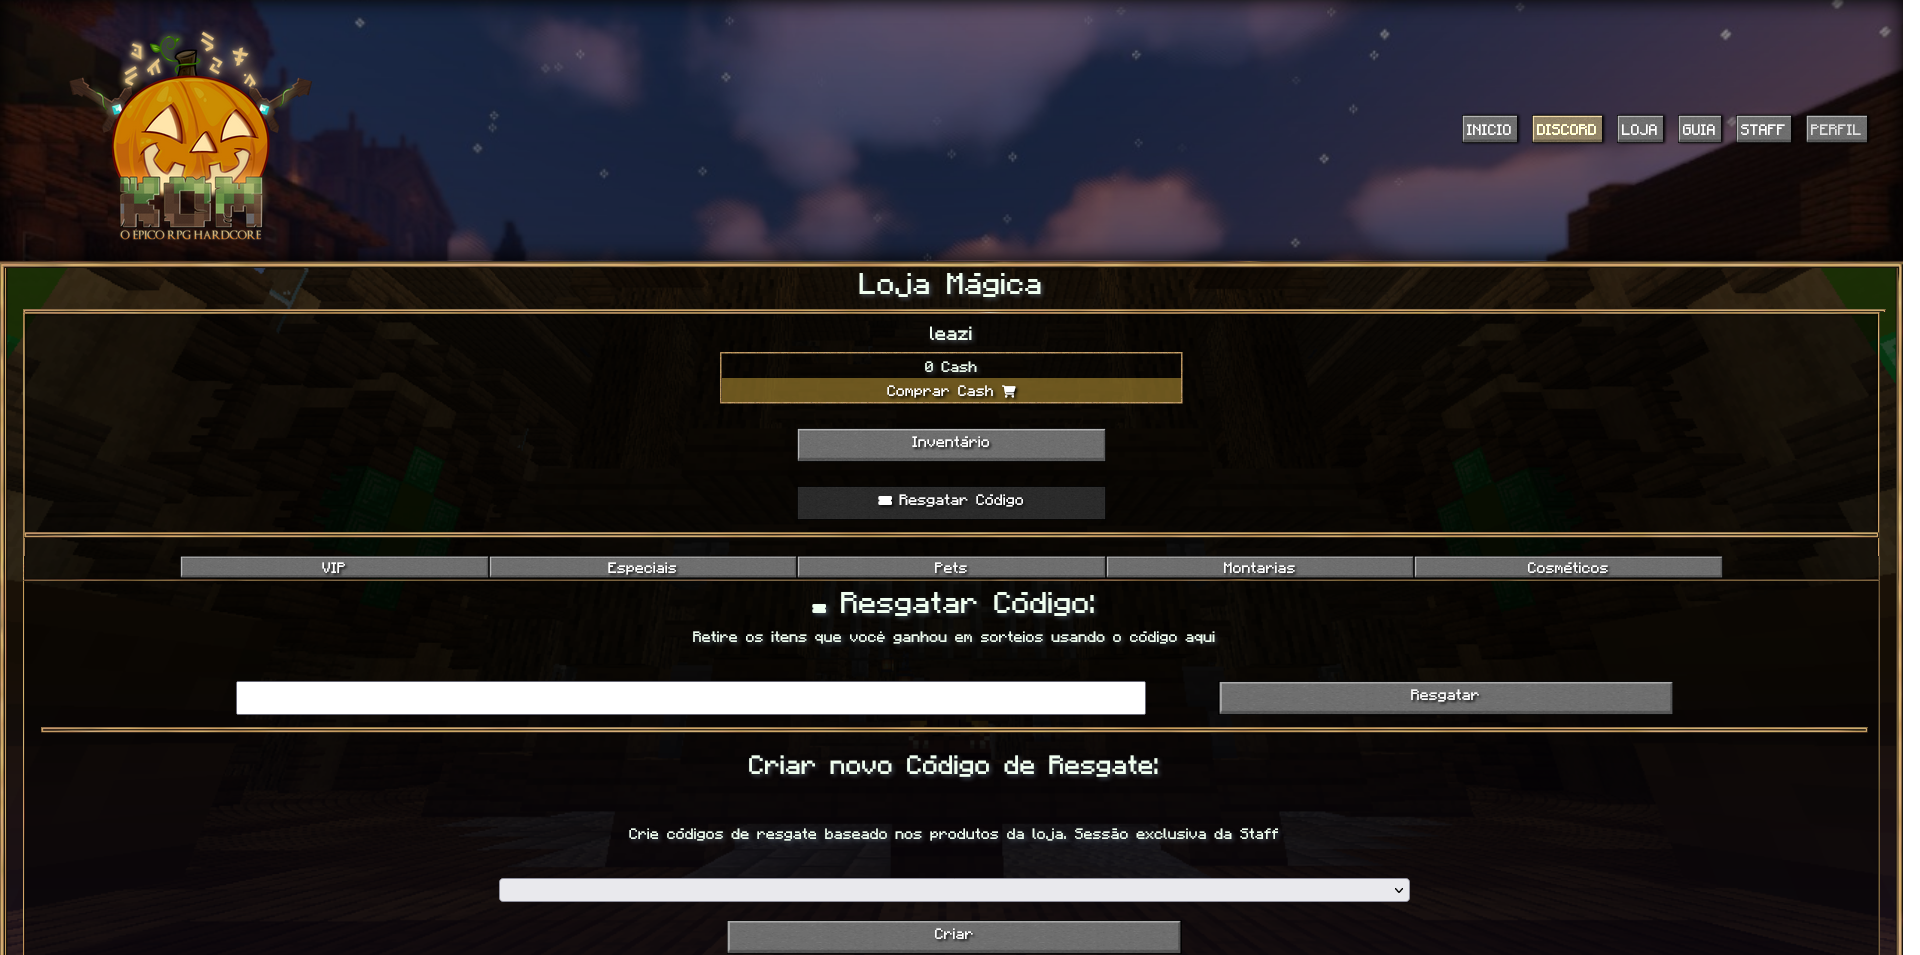 KDM
O EPICO RPG HARDCORE
INICIO
DISCORD
LOJA
GUIA
STAFF
PERFIL
Loja Mágica
leazi
0 Cash
Comprar Cash
Inventário
Resgatar Código
VIP
Especiais
Pets
Montarias
Cosméticos
Resgatar Código:
Retire os itens que você ganhou em sorteios usando o código aqui
Resgatar
Criar novo Código de Resgate:
Crie códigos de resgate baseado nos produtos da loja. Sessão exclusiva da Staff
Criar